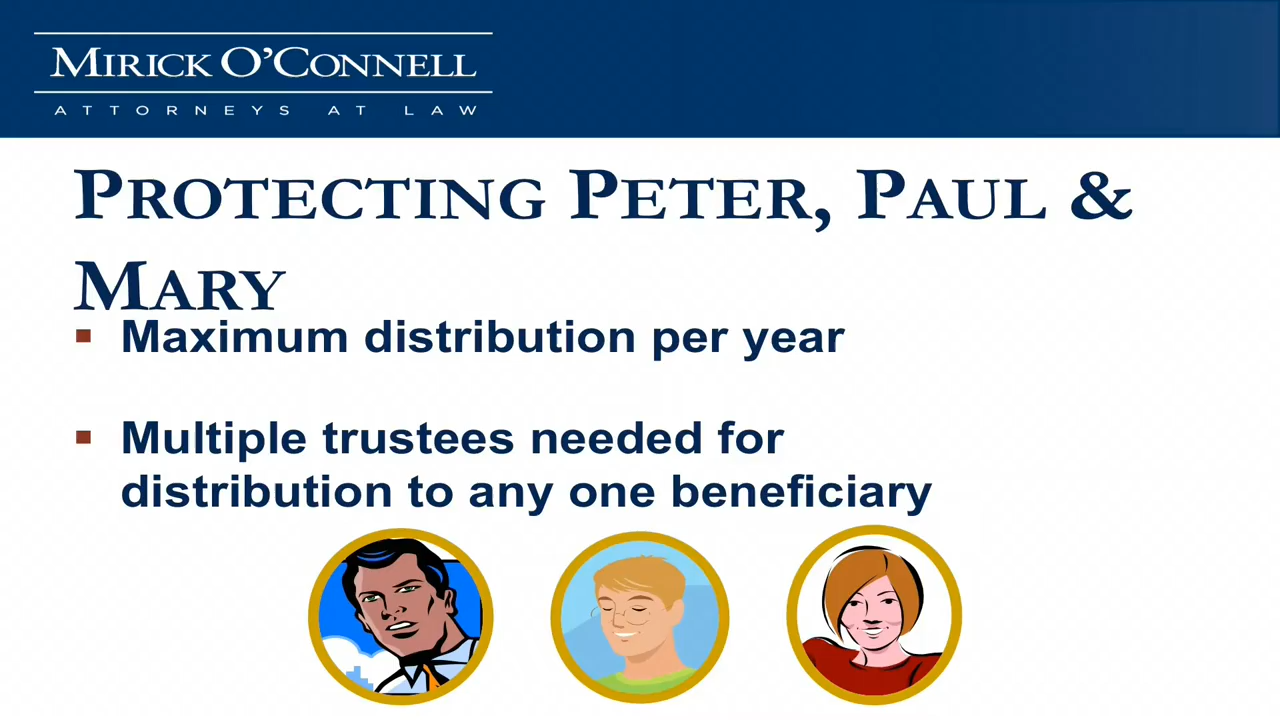 MIRICK O'CONNELL
ATTORNEYS AT LAW
PROTECTING PETER, PAUL &
MARY
▪ Maximum distribution per year
▪ Multiple trustees needed for
distribution to any one beneficiary